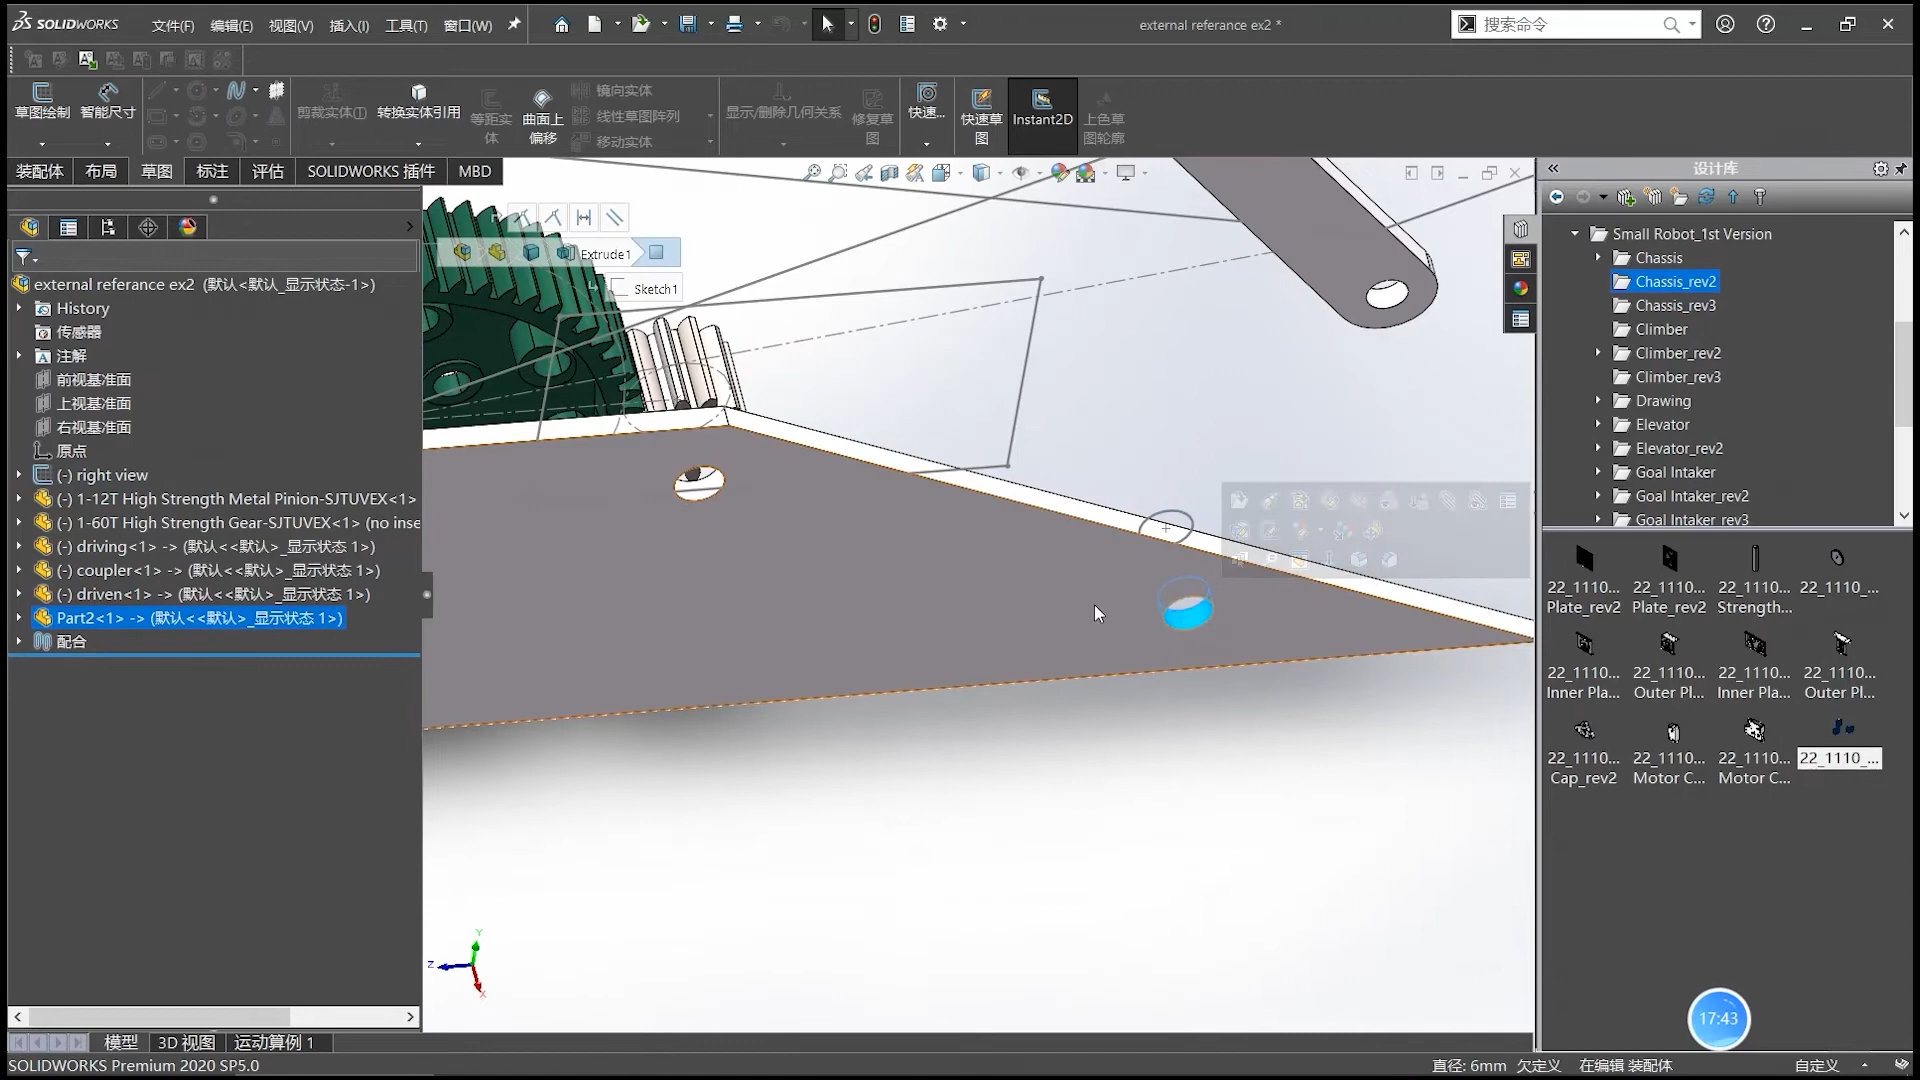 SOLIDWORKS 文件(F) 编辑(E) 视图(V) 插入(I) 工具(T) 窗口(W) external referance ex2 * 搜索命令
草图绘制 智能尺寸 剪裁实体(T) 转换实体引用 等距实体 曲面上偏移 镜向实体 线性草图阵列 移动实体 显示/删除几何关系 修复草图 快速... 快速草图 Instant2D 上色草图轮廓
装配体 布局 草图 标注 评估 SOLIDWORKS 插件 MBD
设计库
external referance ex2 (默认<默认_显示状态-1>)
History
传感器
注解
前视基准面
上视基准面
右视基准面
原点
(-) right view
(-) 1-12T High Strength Metal Pinion-SJTUVEX<1>
(-) 1-60T High Strength Gear-SJTUVEX<1> (no inse
(-) driving<1> -> (默认<<默认>_显示状态 1>)
(-) coupler<1> -> (默认<<默认>_显示状态 1>)
(-) driven<1> -> (默认<<默认>_显示状态 1>)
Part2<1> -> (默认<<默认>_显示状态 1>)
配合
Extrude1
Sketch1
Y
Z
X
Small Robot_1st Version
Chassis
Chassis_rev2
Chassis_rev3
Climber
Climber_rev2
Climber_rev3
Drawing
Elevator
Elevator_rev2
Goal Intaker
Goal Intaker_rev2
Goal Intaker_rev3
22_1110... 22_1110... 22_1110... 22_1110_...
Plate_rev2 Plate_rev2 Strength...
22_1110... 22_1110... 22_1110... 22_1110...
Inner Pla... Outer Pl... Inner Pla... Outer Pl...
22_1110... 22_1110... 22_1110... 22_1110_...
Cap_rev2 Motor C... Motor C...
17:43
模型 3D 视图 运动算例 1
SOLIDWORKS Premium 2020 SP5.0 直径: 6mm 欠定义 在编辑 装配体 自定义